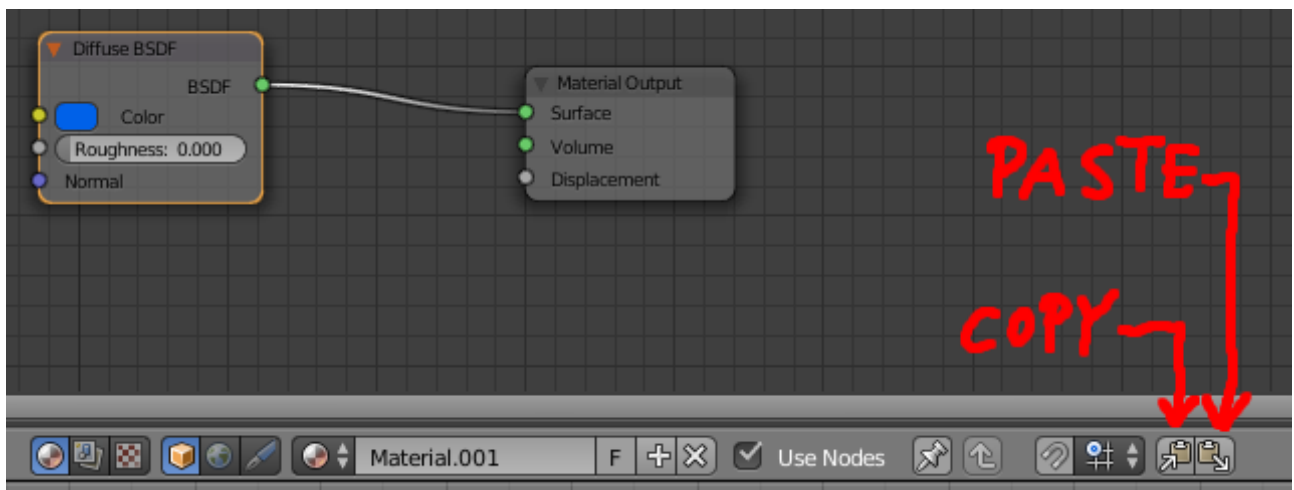 Diffuse BSDF
BSDF
Color
Roughness: 0.000
Normal
Material Output
Surface
Volume
Displacement
PASTE
COPY
Material.001
F
Use Nodes